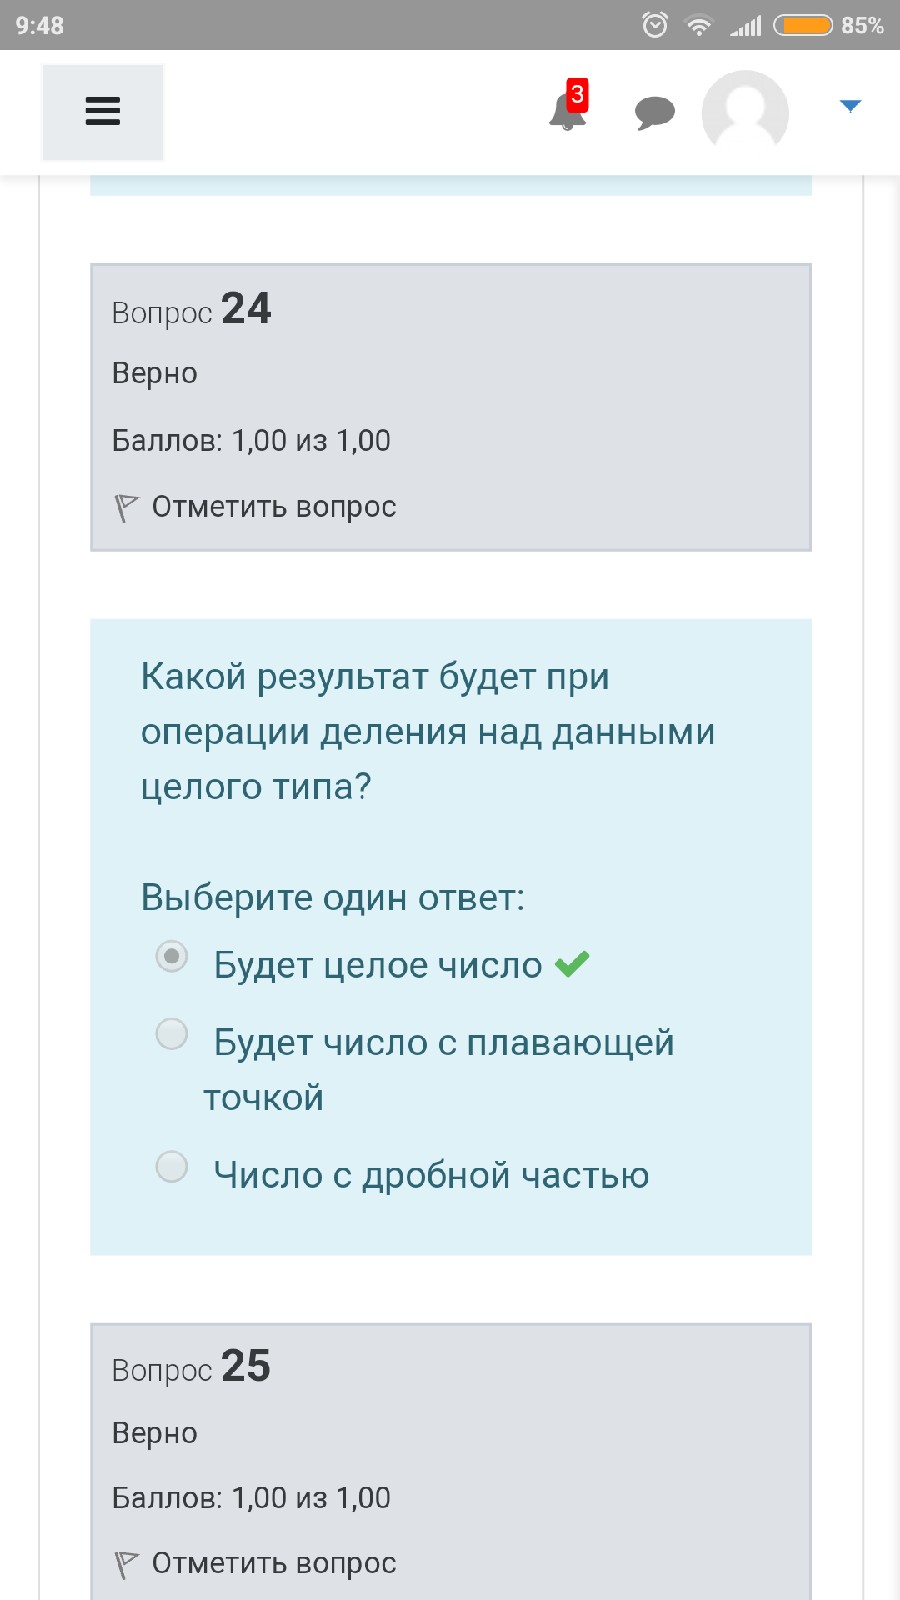 9:48
85%
3
Вопрос 24
Верно
Баллов: 1,00 из 1,00
Отметить вопрос
Какой результат будет при
операции деления над данными
целого типа?
Выберите один ответ:
Будет целое число
Будет число с плавающей
точкой
Число с дробной частью
Вопрос 25
Верно
Баллов: 1,00 из 1,00
Отметить вопрос